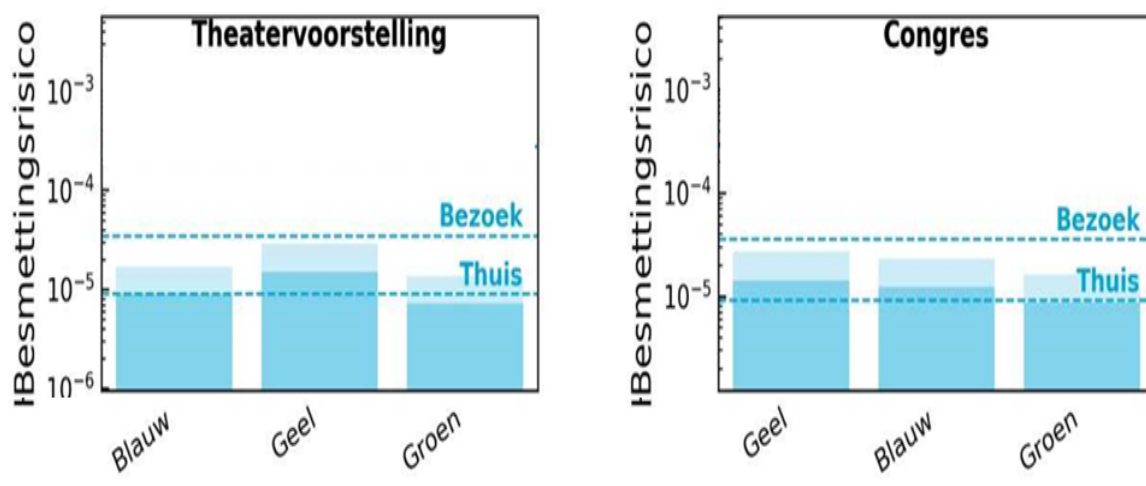 Theatervoorstelling
Besmettingsrisico
10⁻³
10⁻⁴
10⁻⁵
10⁻⁶
Bezoek
Thuis
Blauw
Geel
Groen
Congres
Besmettingsrisico
10⁻³
10⁻⁴
10⁻⁵
Bezoek
Thuis
Geel
Blauw
Groen